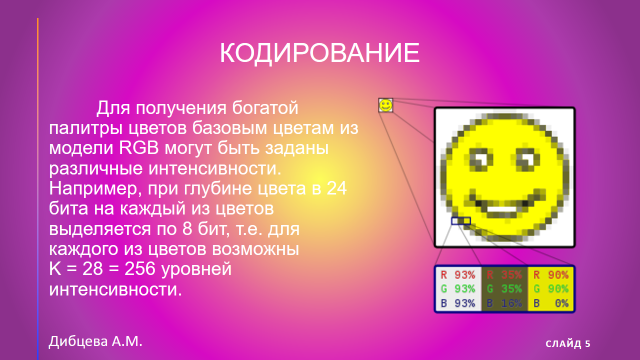 КОДИРОВАНИЕ
Для получения богатой
палитры цветов базовым цветам из
модели RGB могут быть заданы
различные интенсивности.
Например, при глубине цвета в 24
бита на каждый из цветов
выделяется по 8 бит, т.е. для
каждого из цветов возможны
K = 28 = 256 уровней
интенсивности.
R 93% R 35% R 90%
G 93% G 35% G 90%
B 93% B 16% B 0%
Дибцева А.М.
СЛАЙД 5